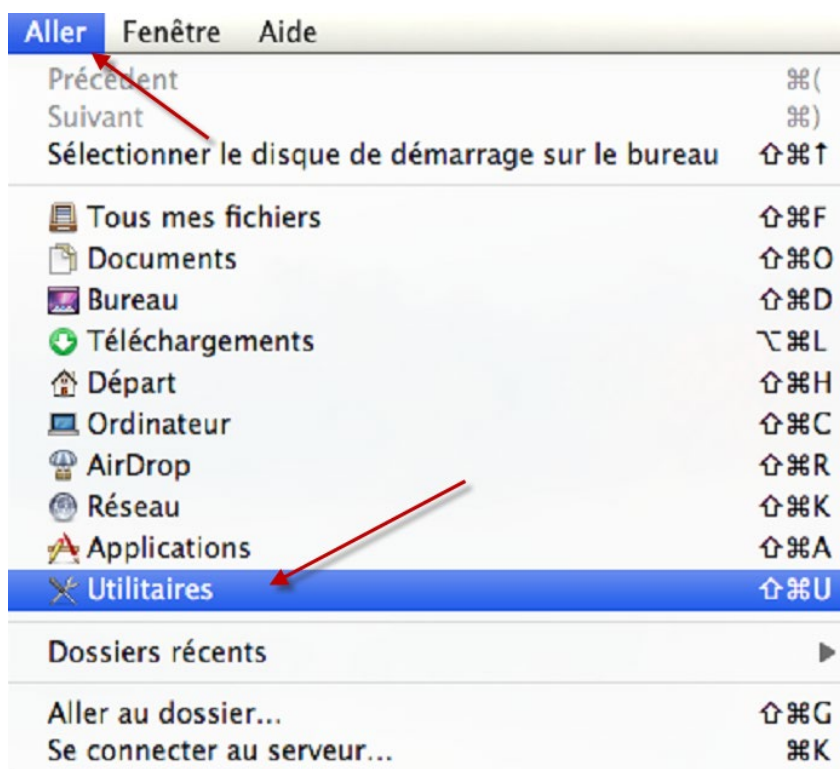 Aller Fenêtre Aide
Précédent ⌘(
Suivant ⌘)
Sélectionner le disque de démarrage sur le bureau ⇧⌘↑
Tous mes fichiers ⇧⌘F
Documents ⇧⌘O
Bureau ⇧⌘D
Téléchargements ⌥⌘L
Départ ⇧⌘H
Ordinateur ⇧⌘C
AirDrop ⇧⌘R
Réseau ⇧⌘K
Applications ⇧⌘A
Utilitaires ⇧⌘U
Dossiers récents ▶
Aller au dossier... ⇧⌘G
Se connecter au serveur... ⌘K